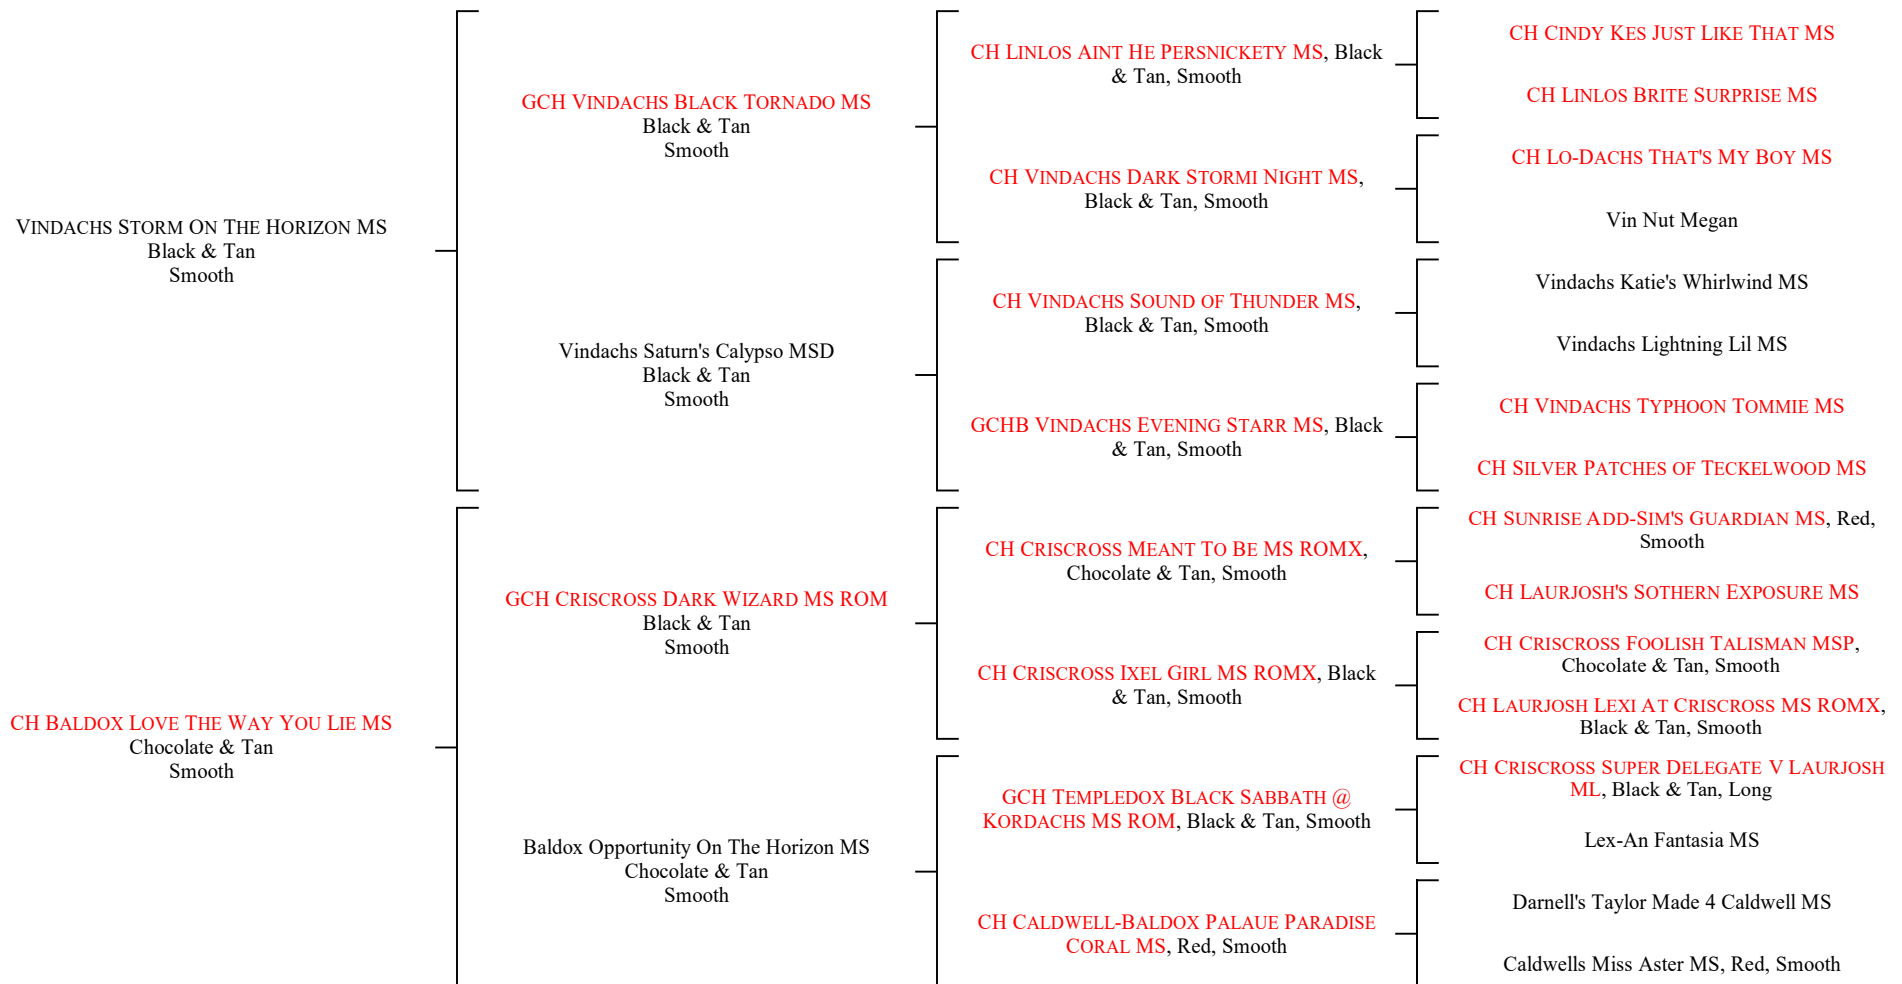 VINDACHS STORM ON THE HORIZON MS
Black & Tan
Smooth
CH BALDOX LOVE THE WAY YOU LIE MS
Chocolate & Tan
Smooth
GCH VINDACHS BLACK TORNADO MS
Black & Tan
Smooth
Vindachs Saturn's Calypso MSD
Black & Tan
Smooth
GCH CRISCROSS DARK WIZARD MS ROM
Black & Tan
Smooth
Baldox Opportunity On The Horizon MS
Chocolate & Tan
Smooth
CH LINLOS AINT HE PERSNICKETY MS, Black
& Tan, Smooth
CH VINDACHS DARK STORMI NIGHT MS,
Black & Tan, Smooth
CH VINDACHS SOUND OF THUNDER MS,
Black & Tan, Smooth
GCHB VINDACHS EVENING STARR MS, Black
& Tan, Smooth
CH CRISCROSS MEANT TO BE MS ROMX,
Chocolate & Tan, Smooth
CH CRISCROSS IXEL GIRL MS ROMX, Black
& Tan, Smooth
GCH TEMPLEDOX BLACK SABBATH @
KORDACHS MS ROM, Black & Tan, Smooth
CH CALDWELL-BALDOX PALAUE PARADISE
CORAL MS, Red, Smooth
CH CINDY KES JUST LIKE THAT MS
CH LINLOS BRITE SURPRISE MS
CH LO-DACHS THAT'S MY BOY MS
Vin Nut Megan
Vindachs Katie's Whirlwind MS
Vindachs Lightning Lil MS
CH VINDACHS TYPHOON TOMMIE MS
CH SILVER PATCHES OF TECKELWOOD MS
CH SUNRISE ADD-SIM'S GUARDIAN MS, Red,
Smooth
CH LAURJOSH'S SOTHERN EXPOSURE MS
CH CRISCROSS FOOLISH TALISMAN MSP,
Chocolate & Tan, Smooth
CH LAURJOSH LEXI AT CRISCROSS MS ROMX,
Black & Tan, Smooth
CH CRISCROSS SUPER DELEGATE V LAURJOSH
ML, Black & Tan, Long
Lex-An Fantasia MS
Darnell's Taylor Made 4 Caldwell MS
Caldwells Miss Aster MS, Red, Smooth